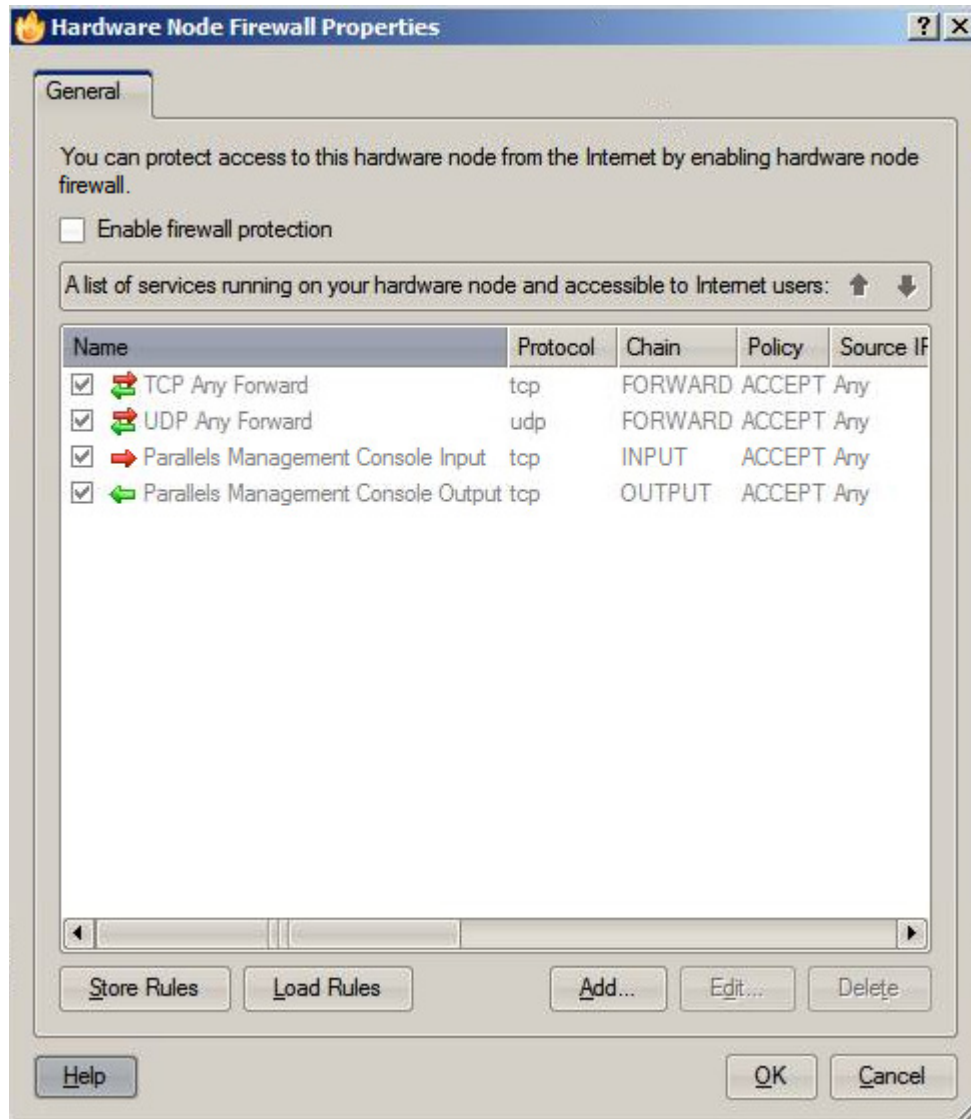 Hardware Node Firewall Properties
General
You can protect access to this hardware node from the Internet by enabling hardware node
firewall.
Enable firewall protection
A list of services running on your hardware node and accessible to Internet users:
Name Protocol Chain Policy Source IP
TCP Any Forward tcp FORWARD ACCEPT Any
UDP Any Forward udp FORWARD ACCEPT Any
Parallels Management Console Input tcp INPUT ACCEPT Any
Parallels Management Console Output tcp OUTPUT ACCEPT Any
Store Rules Load Rules Add... Edit... Delete
Help OK Cancel